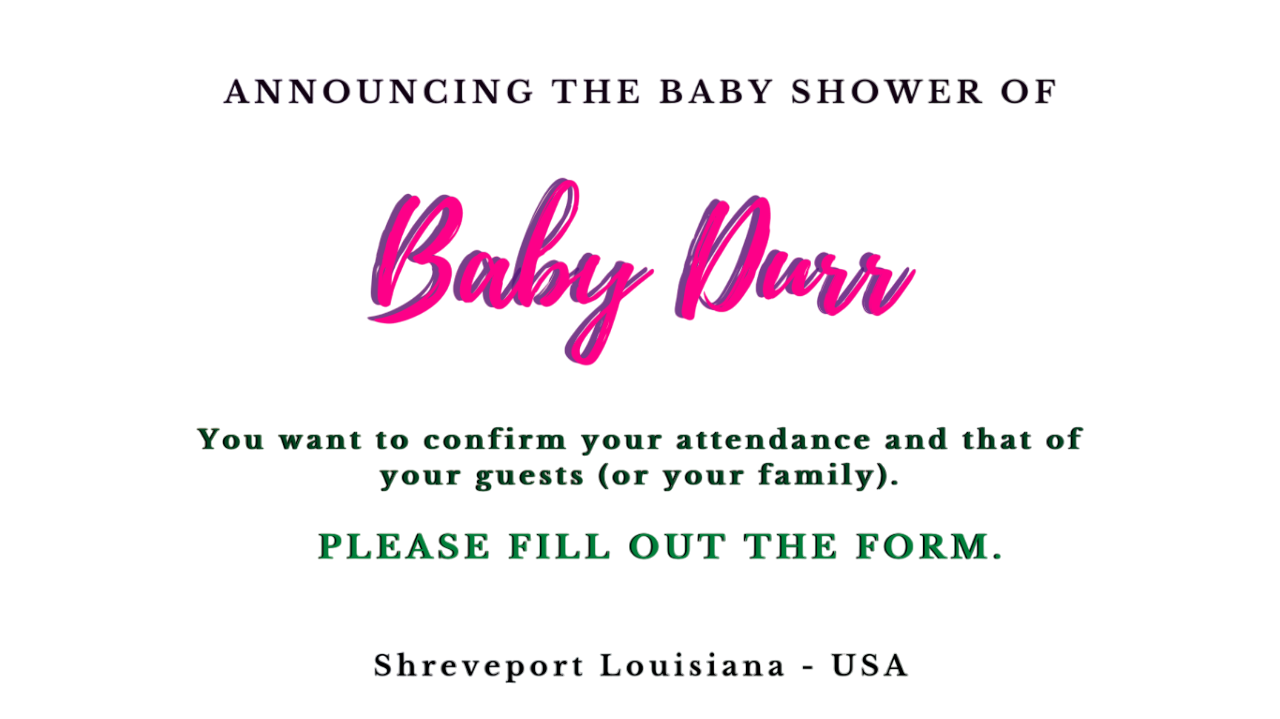 ANNOUNCING THE BABY SHOWER OF
Baby Durr
You want to confirm your attendance and that of
your guests (or your family).
PLEASE FILL OUT THE FORM.
Shreveport Louisiana - USA